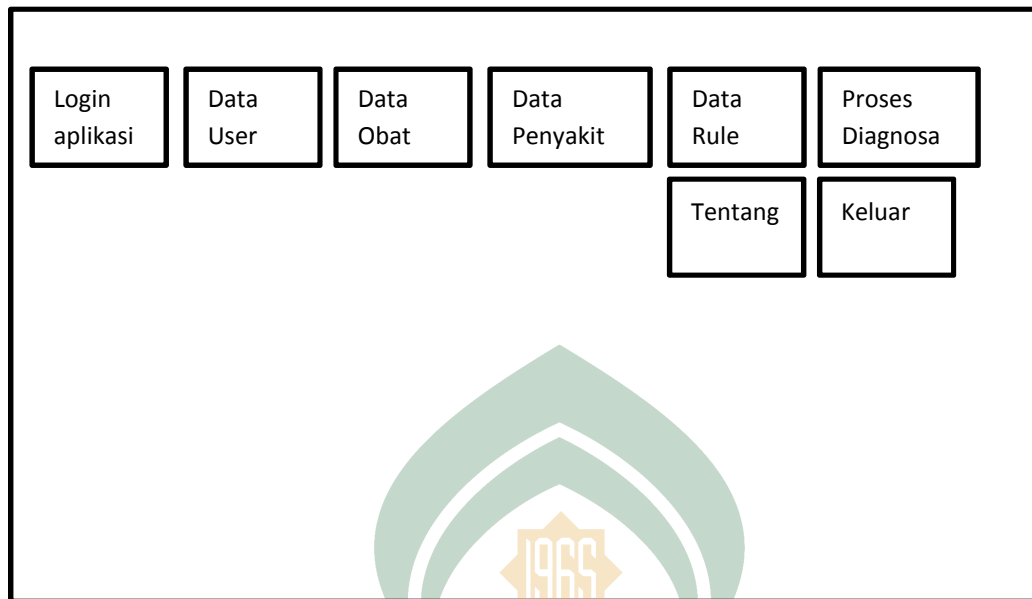 Login
aplikasi
Data
User
Data
Obat
Data
Penyakit
Data
Rule
Proses
Diagnosa
Tentang
Keluar
1965